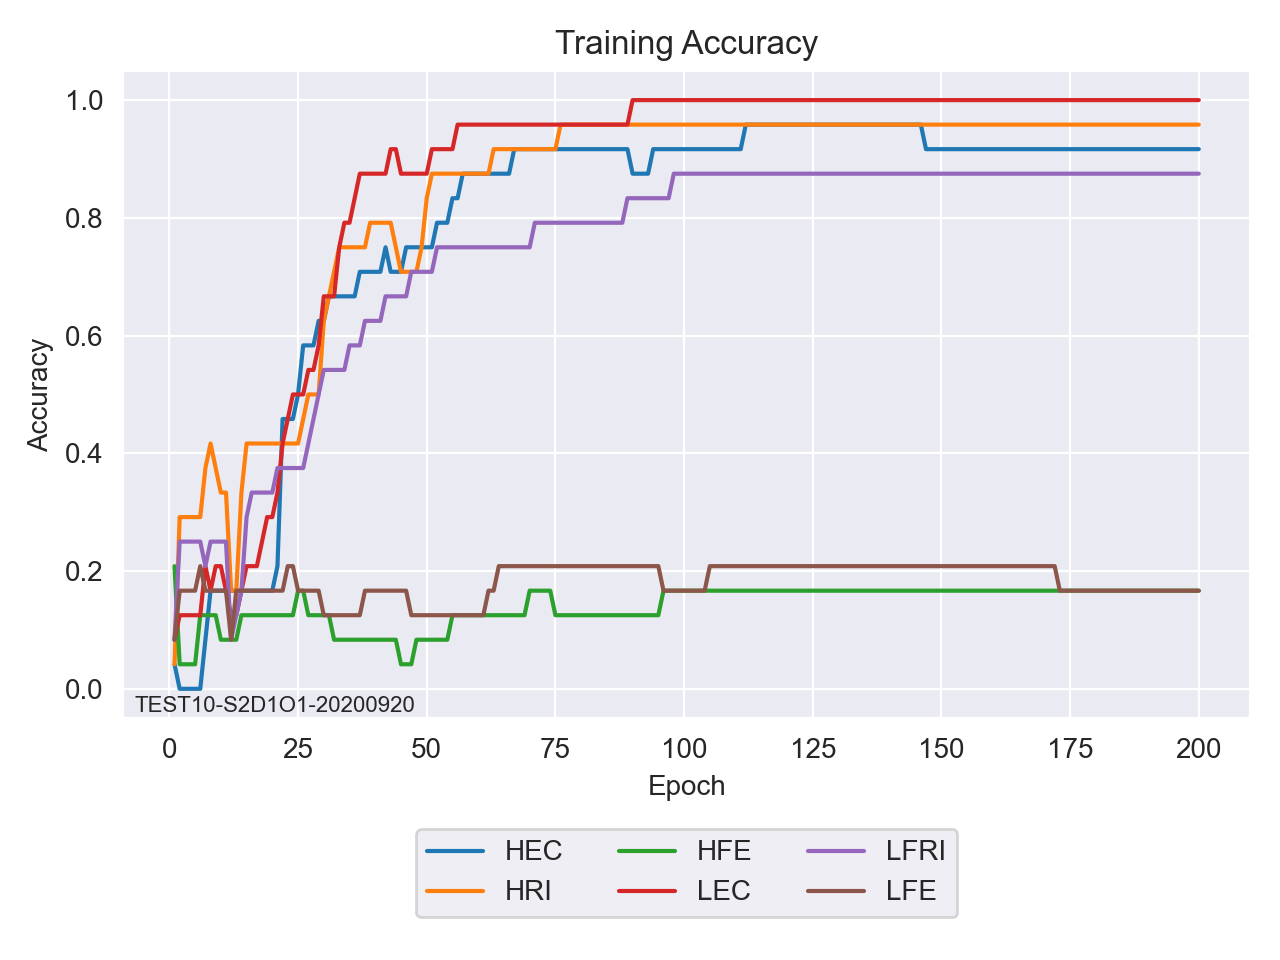 Training Accuracy
Accuracy
1.0
0.8
0.6
0.4
0.2
0.0
TEST10-S2D1O1-20200920
0 25 50 75 100 125 150 175 200
Epoch
HEC HFE LFRI
HRI LEC LFE